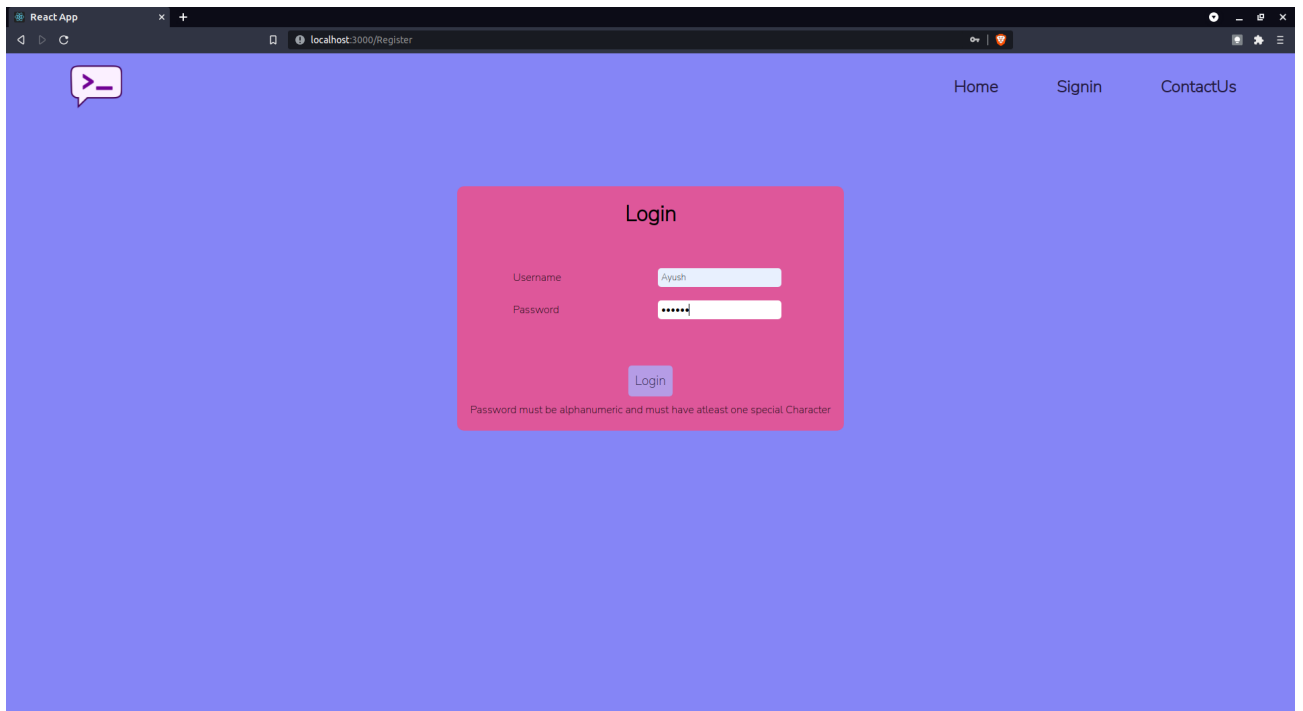 React App
localhost:3000/Register
>_
Home Signin ContactUs
Login
Username Ayush
Password ••••••
Login
Password must be alphanumeric and must have atleast one special Character